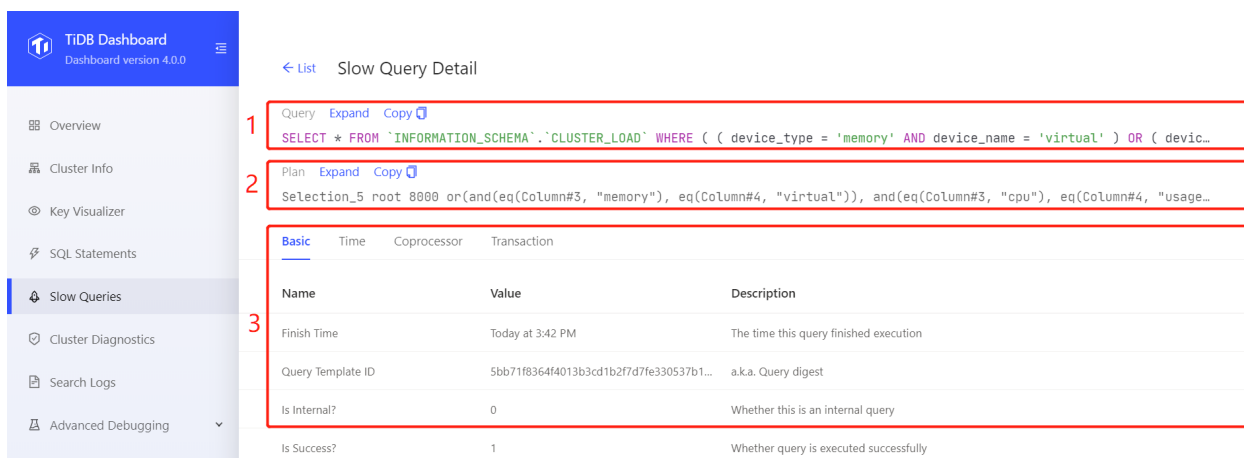 TiDB Dashboard
Dashboard version 4.0.0
Overview
Cluster Info
Key Visualizer
SQL Statements
Slow Queries
Cluster Diagnostics
Search Logs
Advanced Debugging
List Slow Query Detail
1
Query Expand Copy
SELECT * FROM `INFORMATION_SCHEMA`.`CLUSTER_LOAD` WHERE ( ( device_type = 'memory' AND device_name = 'virtual' ) OR ( devic…
2
Plan Expand Copy
Selection_5 root 8000 or(and(eq(Column#3, "memory"), eq(Column#4, "virtual")), and(eq(Column#3, "cpu"), eq(Column#4, "usage…
3
Basic Time Coprocessor Transaction
Name Value Description
Finish Time Today at 3:42 PM The time this query finished execution
Query Template ID 5bb71f8364f4013b3cd1b2f7d7fe330537b1... a.k.a. Query digest
Is Internal? 0 Whether this is an internal query
Is Success? 1 Whether query is executed successfully